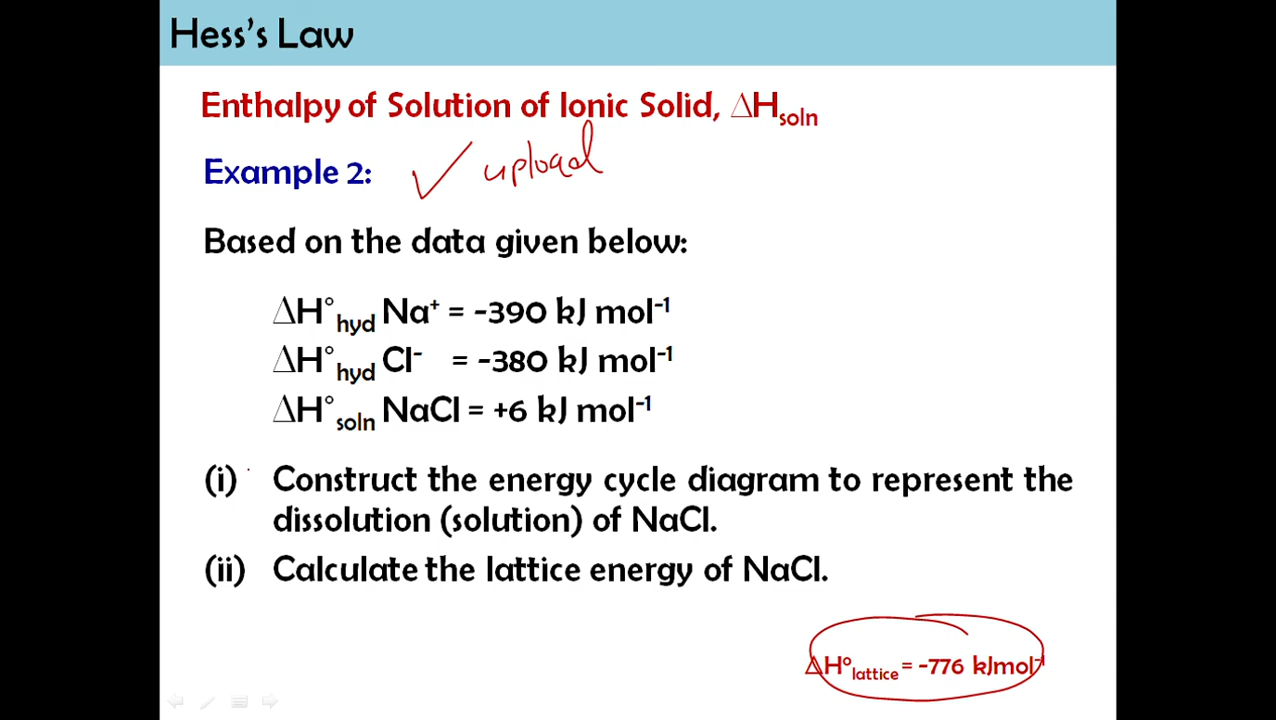 Hess's Law
Enthalpy of Solution of Ionic Solid, ΔHsoln
Example 2: ✓ upload
Based on the data given below:
ΔH°hyd Na⁺ = -390 kJ mol⁻¹
ΔH°hyd Cl⁻ = -380 kJ mol⁻¹
ΔH°soln NaCl = +6 kJ mol⁻¹
(i) Construct the energy cycle diagram to represent the
dissolution (solution) of NaCl.
(ii) Calculate the lattice energy of NaCl.
ΔH°lattice = -776 kJmol⁻¹